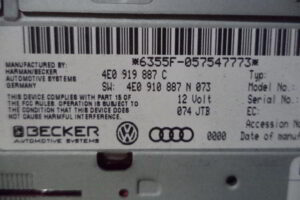 *6355F-057547773*
MANUFACTURED BY:
HARMAN/BECKER
AUTOMOTIVE SYSTEMS
GERMANY
4E0 919 887 C
SW: 4E0 910 887 N 073
Typ:
Model No.:
Serial No.:
EC:
Accession No
Date of manuf
THIS DEVICE COMPLIES WITH PART 15 OF
THE FCC RULES. OPERATION IS SUBJECT TO
THE CONDITION THAT THIS DEVICE DOES NOT
CAUSE HARMFUL INTERFERENCE
12 Volt
074 JTB
BECKER
AUTOMOTIVE SYSTEMS
0000